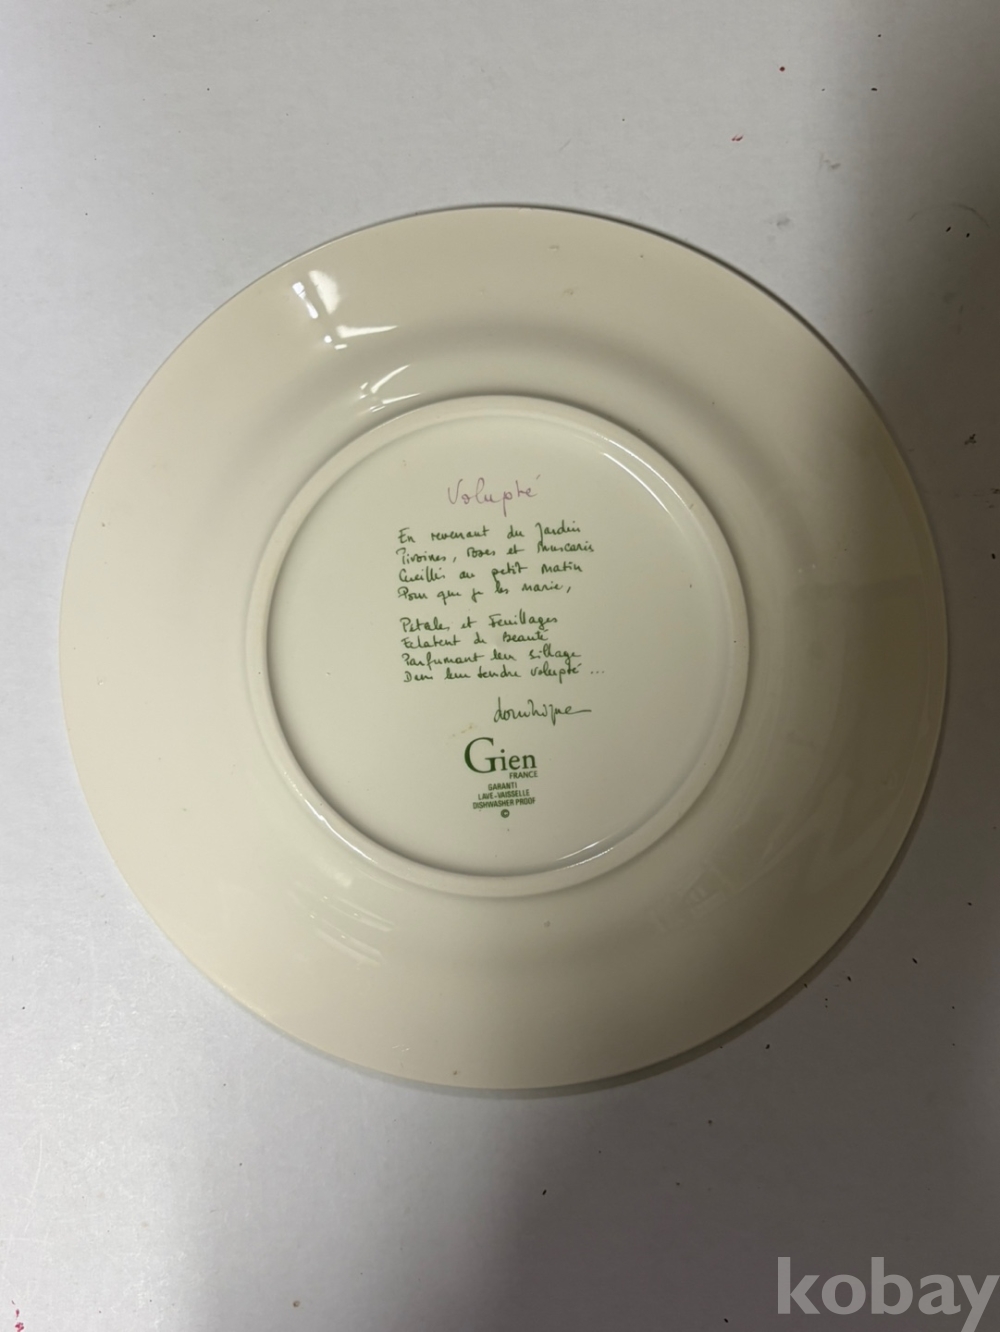 Volupté
En revenant du Jardin
Pivoines, Roses et Muscaris
Cueillis au petit Matin
Pour que je les marie,
Pétales et Feuillages
Eclatent de Beauté
Parfumant leur Sillage
Dans leur tendre Volupté ...
dominique
Gien
FRANCE
GARANTI
LAVE-VAISSELLE
DISHWASHER PROOF
©
kobay